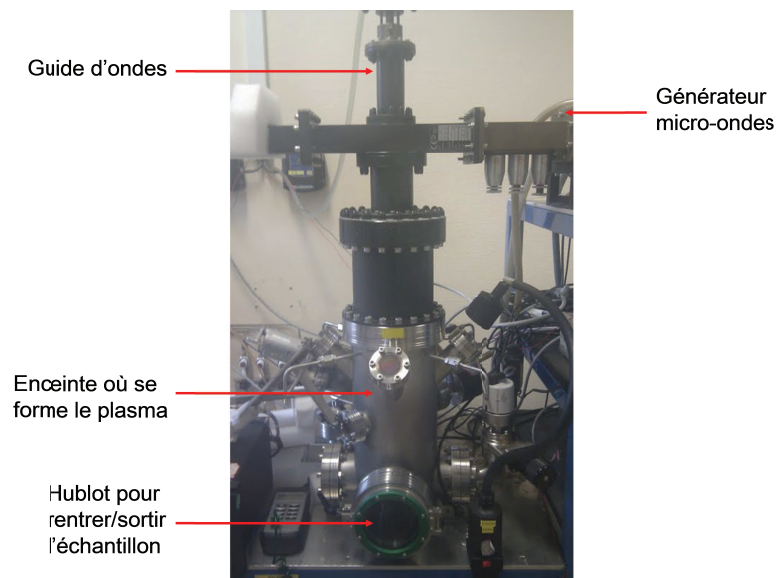 Guide d'ondes
Générateur
micro-ondes
Enceinte où se
forme le plasma
Hublot pour
rentrer/sortir
l'échantillon